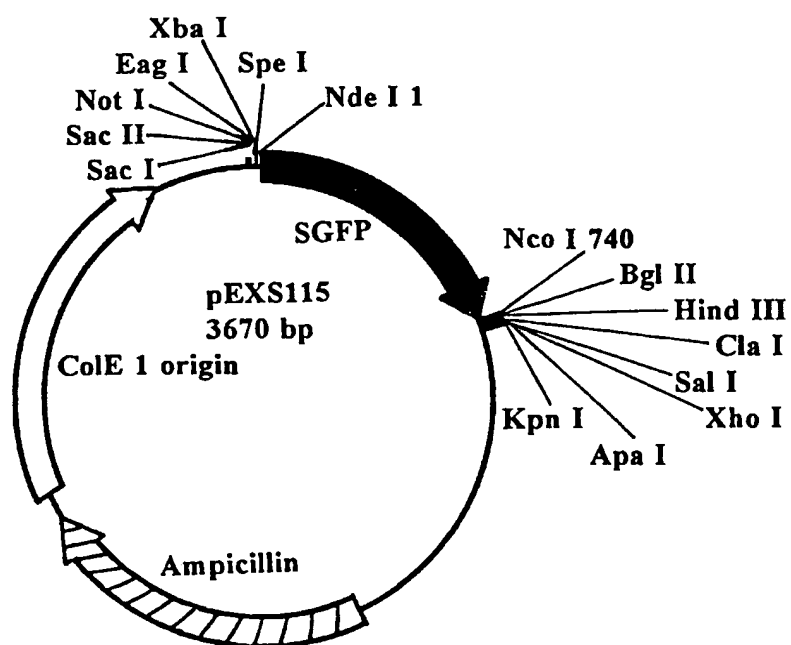 Xba I
Eag I
Spe I
Not I
Nde I 1
Sac II
Sac I
SGFP
Nco I 740
Bgl II
pEXS115
3670 bp
Hind III
Cla I
ColE 1 origin
Sal I
Kpn I
Xho I
Apa I
Ampicillin